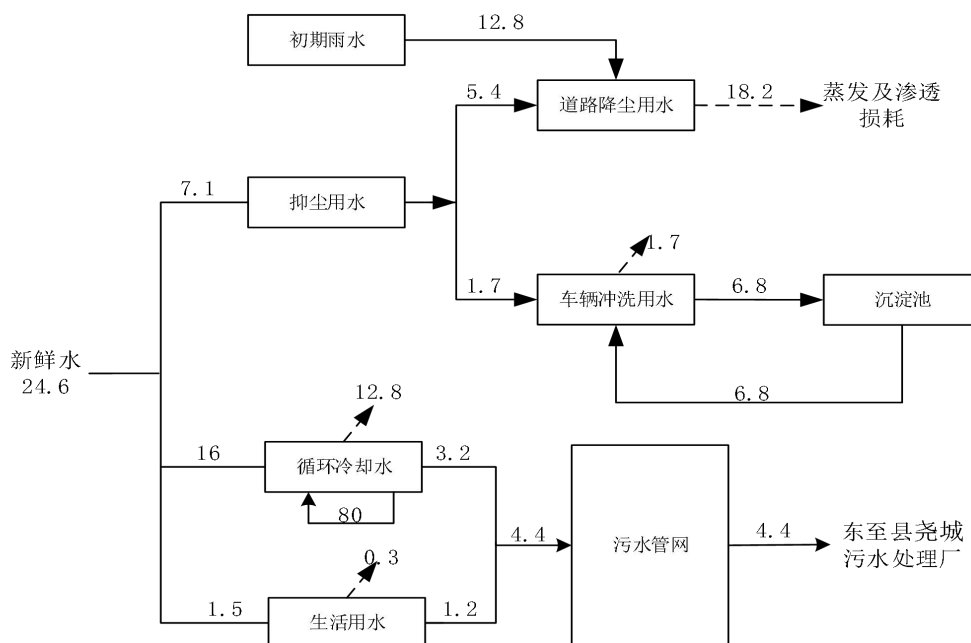 初期雨水
12.8
5.4
道路降尘用水
18.2
蒸发及渗透
损耗
7.1
抑尘用水
1.7
1.7
车辆冲洗用水
6.8
沉淀池
6.8
新鲜水
24.6
12.8
16
循环冷却水
3.2
80
4.4
污水管网
4.4
东至县尧城
污水处理厂
0.3
1.5
生活用水
1.2